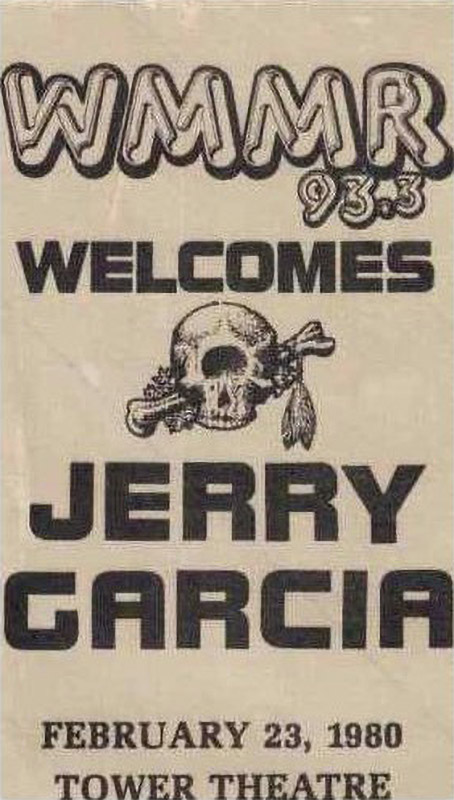 WMMR
93.3
WELCOMES
JERRY
GARCIA
FEBRUARY 23, 1980
TOWER THEATRE